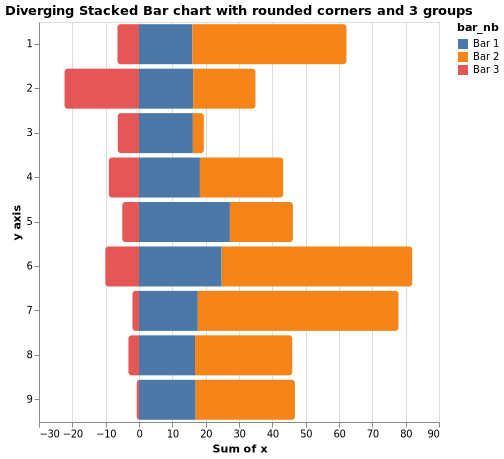 Diverging Stacked Bar chart with rounded corners and 3 groups
bar_nb
Bar 1
Bar 2
Bar 3
y axis
1
2
3
4
5
6
7
8
9
−30 −20 −10 0 10 20 30 40 50 60 70 80 90
Sum of x